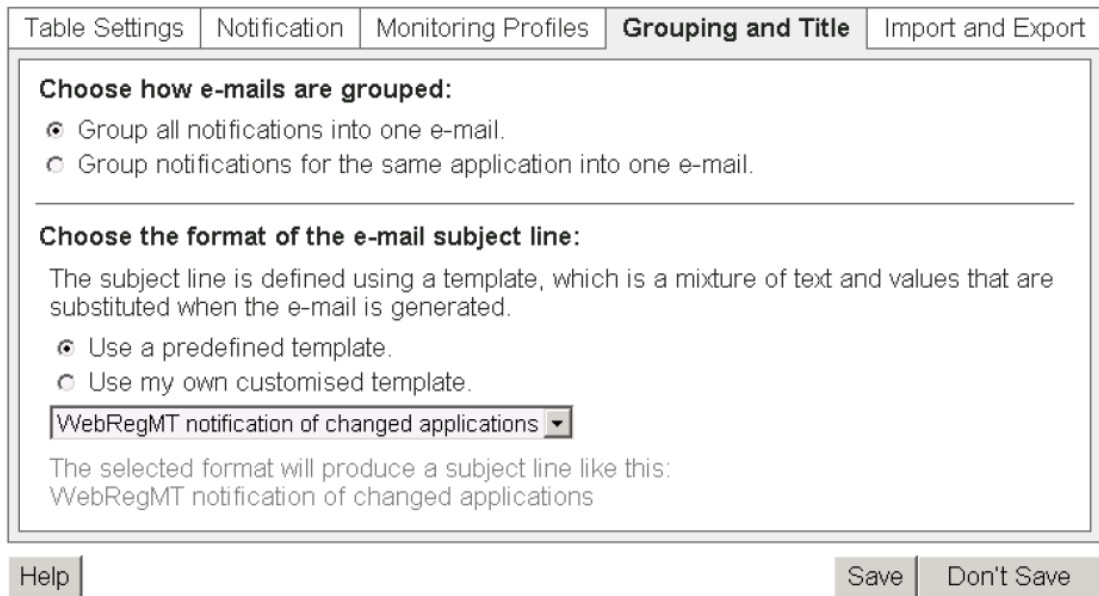 Table Settings Notification Monitoring Profiles Grouping and Title Import and Export
Choose how e-mails are grouped:
Group all notifications into one e-mail.
Group notifications for the same application into one e-mail.
Choose the format of the e-mail subject line:
The subject line is defined using a template, which is a mixture of text and values that are
substituted when the e-mail is generated.
Use a predefined template.
Use my own customised template.
WebRegMT notification of changed applications
The selected format will produce a subject line like this:
WebRegMT notification of changed applications
Help Save Don't Save